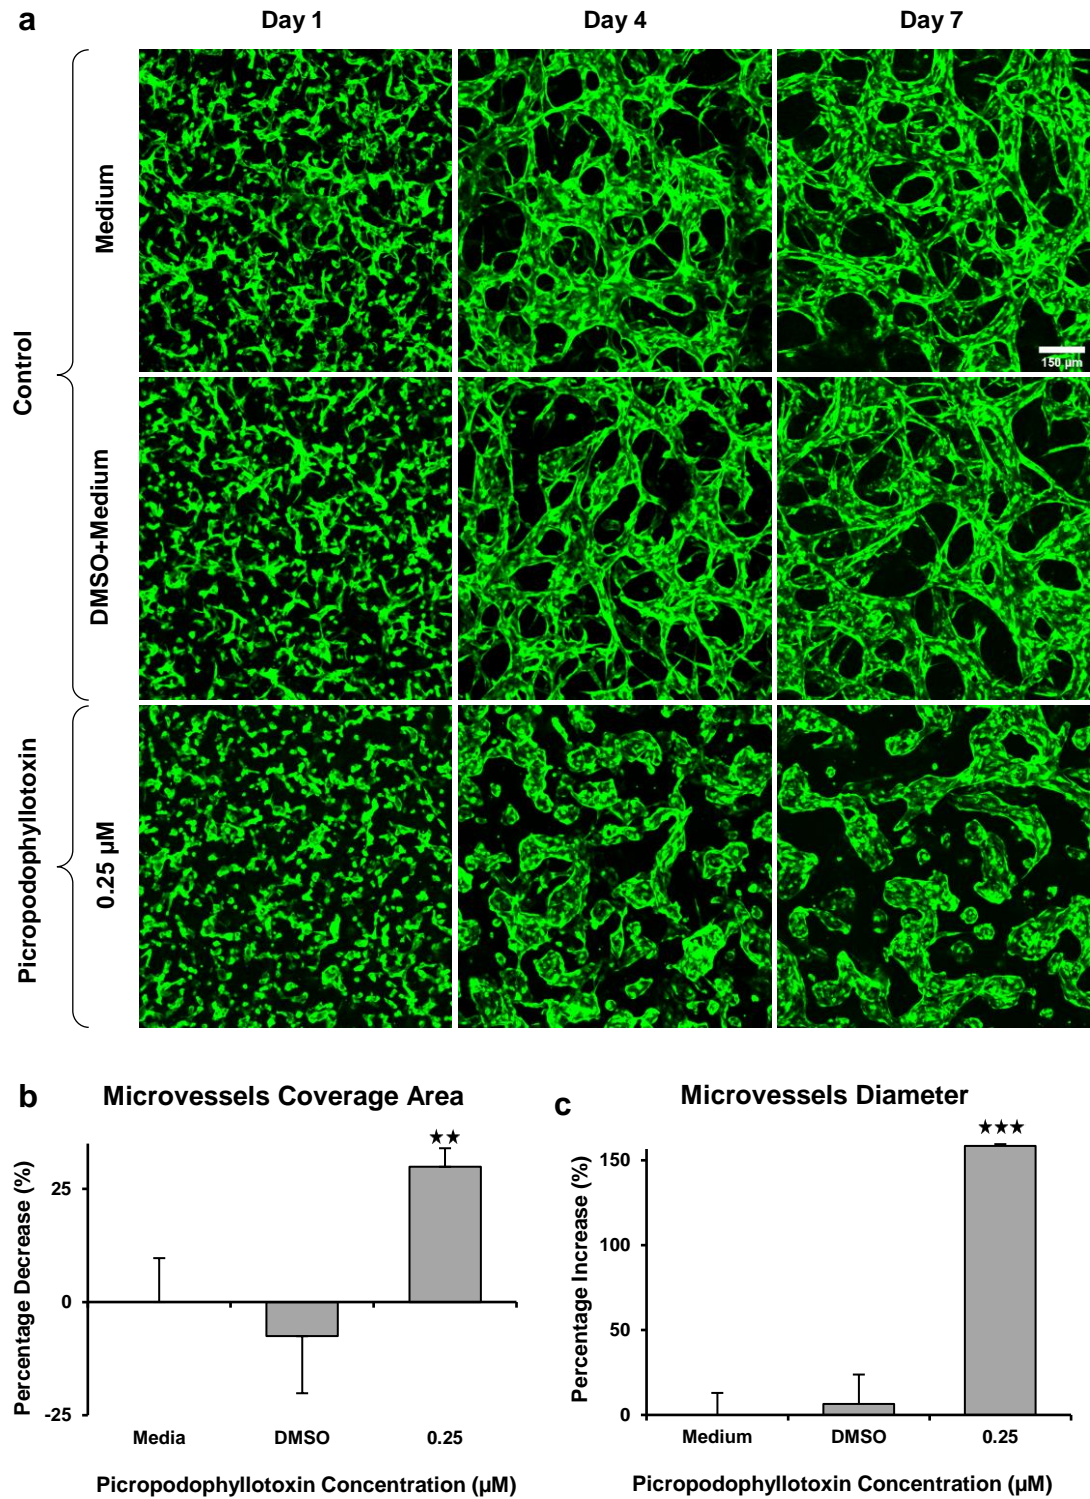 a
Day 1 Day 4 Day 7
Control
Medium
150 µm
DMSO+Medium
Picropodophyllotoxin
0.25 µM
b
Microvessels Coverage Area
★★
Percentage Decrease (%)
25
0
-25
Media DMSO 0.25
Picropodophyllotoxin Concentration (µM)
c
Microvessels Diameter
★★★
Percentage Increase (%)
150
100
50
0
Medium DMSO 0.25
Picropodophyllotoxin Concentration (µM)